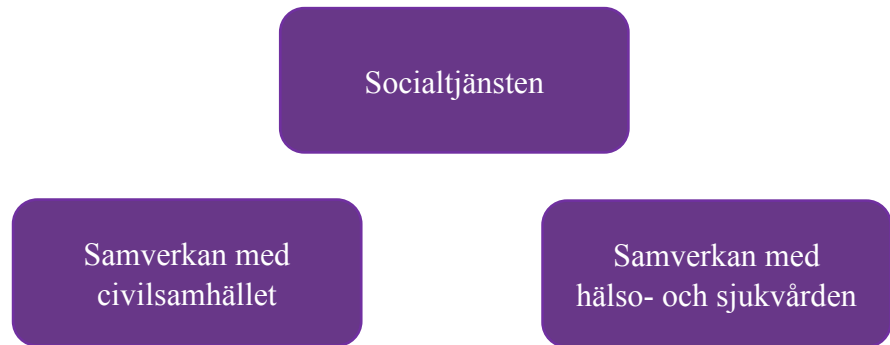 Socialtjänsten
Samverkan med
civilsamhället
Samverkan med
hälso- och sjukvården